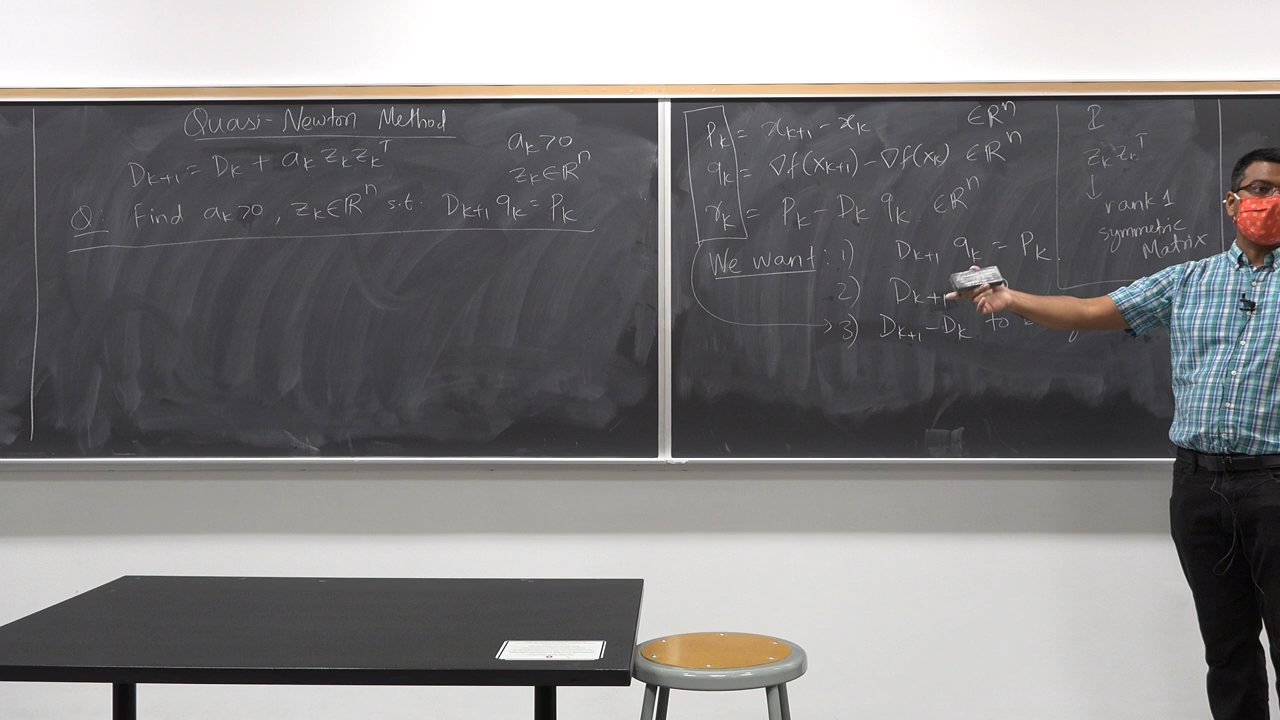 Quasi-Newton Method
D_{k+1} = D_k + a_k z_k z_k^T
a_k > 0
z_k ∈ ℝ^n
Q: Find a_k > 0, z_k ∈ ℝ^n s.t. D_{k+1} q_k = P_k
P_k = x_{k+1} - x_k ∈ ℝ^n
q_k = ∇f(x_{k+1}) - ∇f(x_k) ∈ ℝ^n
r_k = P_k - D_k q_k ∈ ℝ^n
We want: 1) D_{k+1} q_k = P_k.
2) D_{k+1}
3) D_{k+1} - D_k to
z_k z_k^T
↓
rank 1
symmetric
Matrix